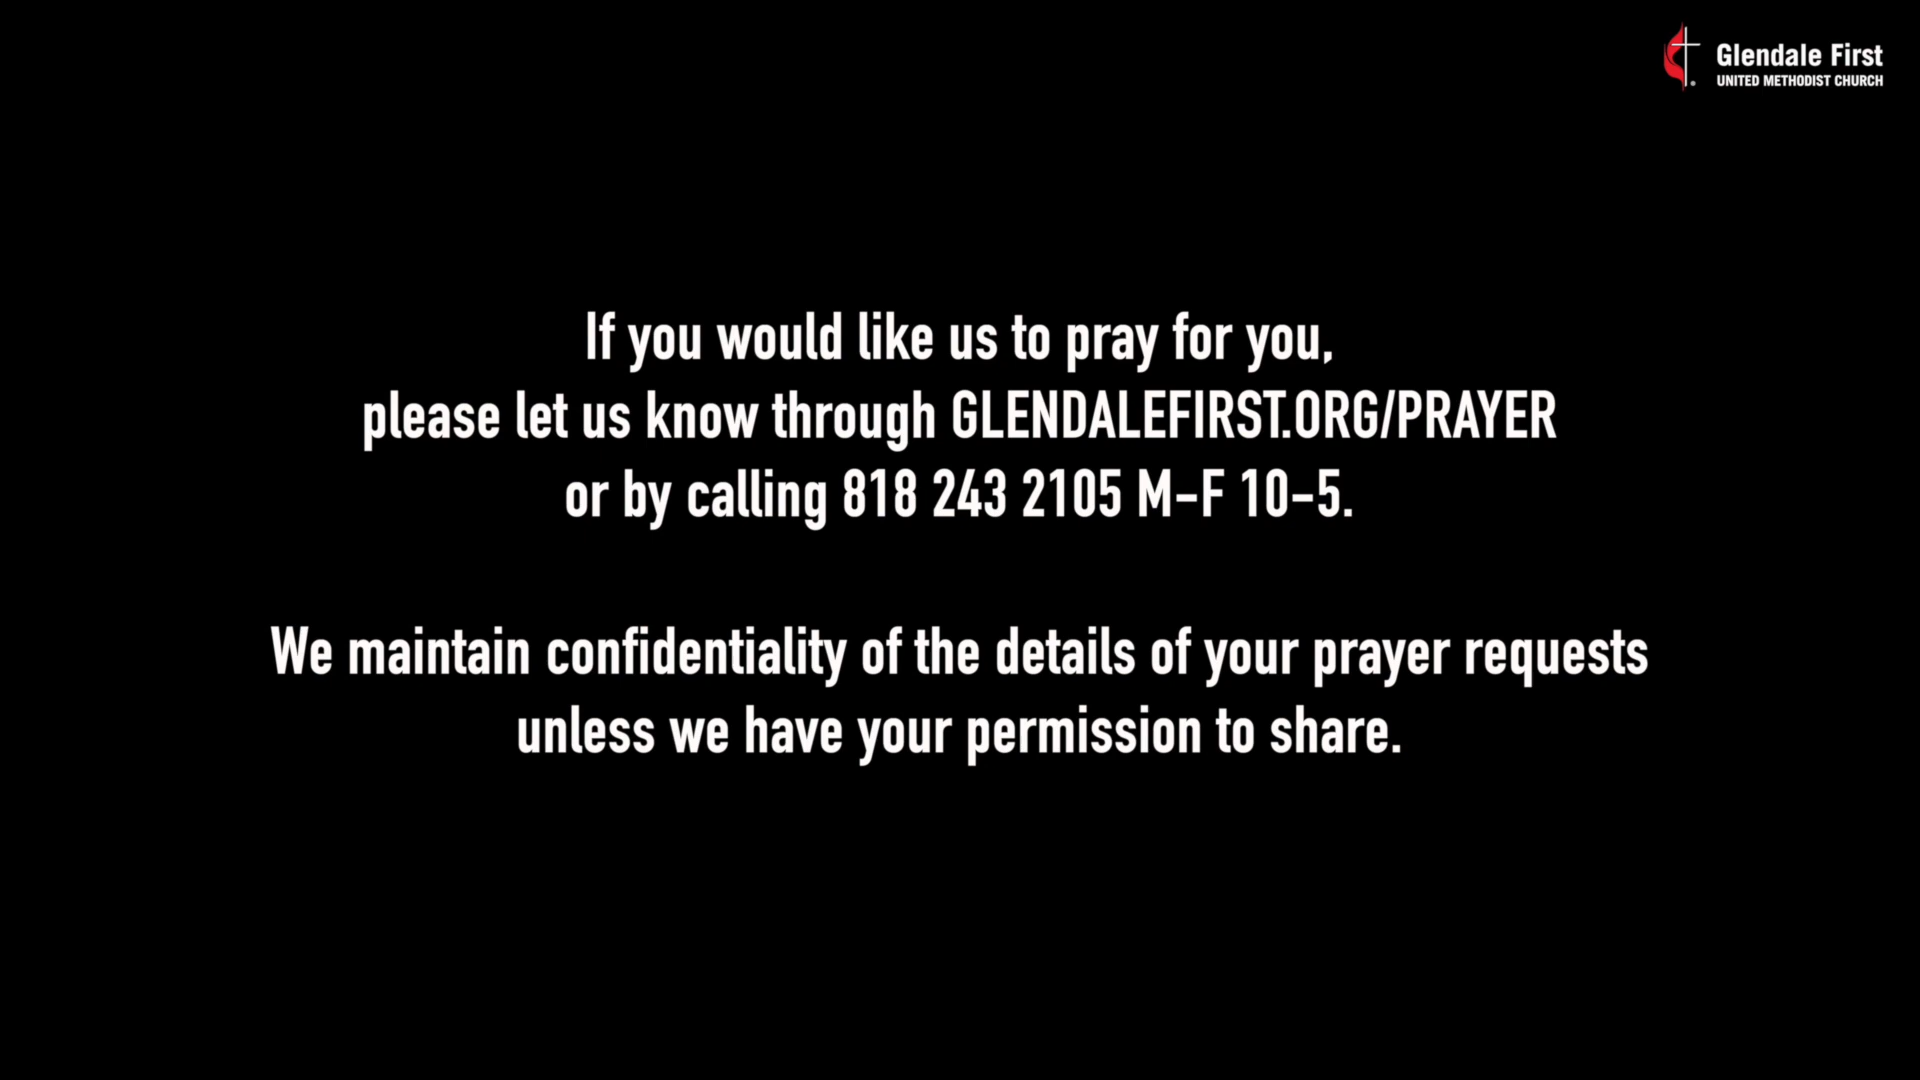 Glendale First
UNITED METHODIST CHURCH
If you would like us to pray for you,
please let us know through GLENDALEFIRST.ORG/PRAYER
or by calling 818 243 2105 M-F 10-5.
We maintain confidentiality of the details of your prayer requests
unless we have your permission to share.